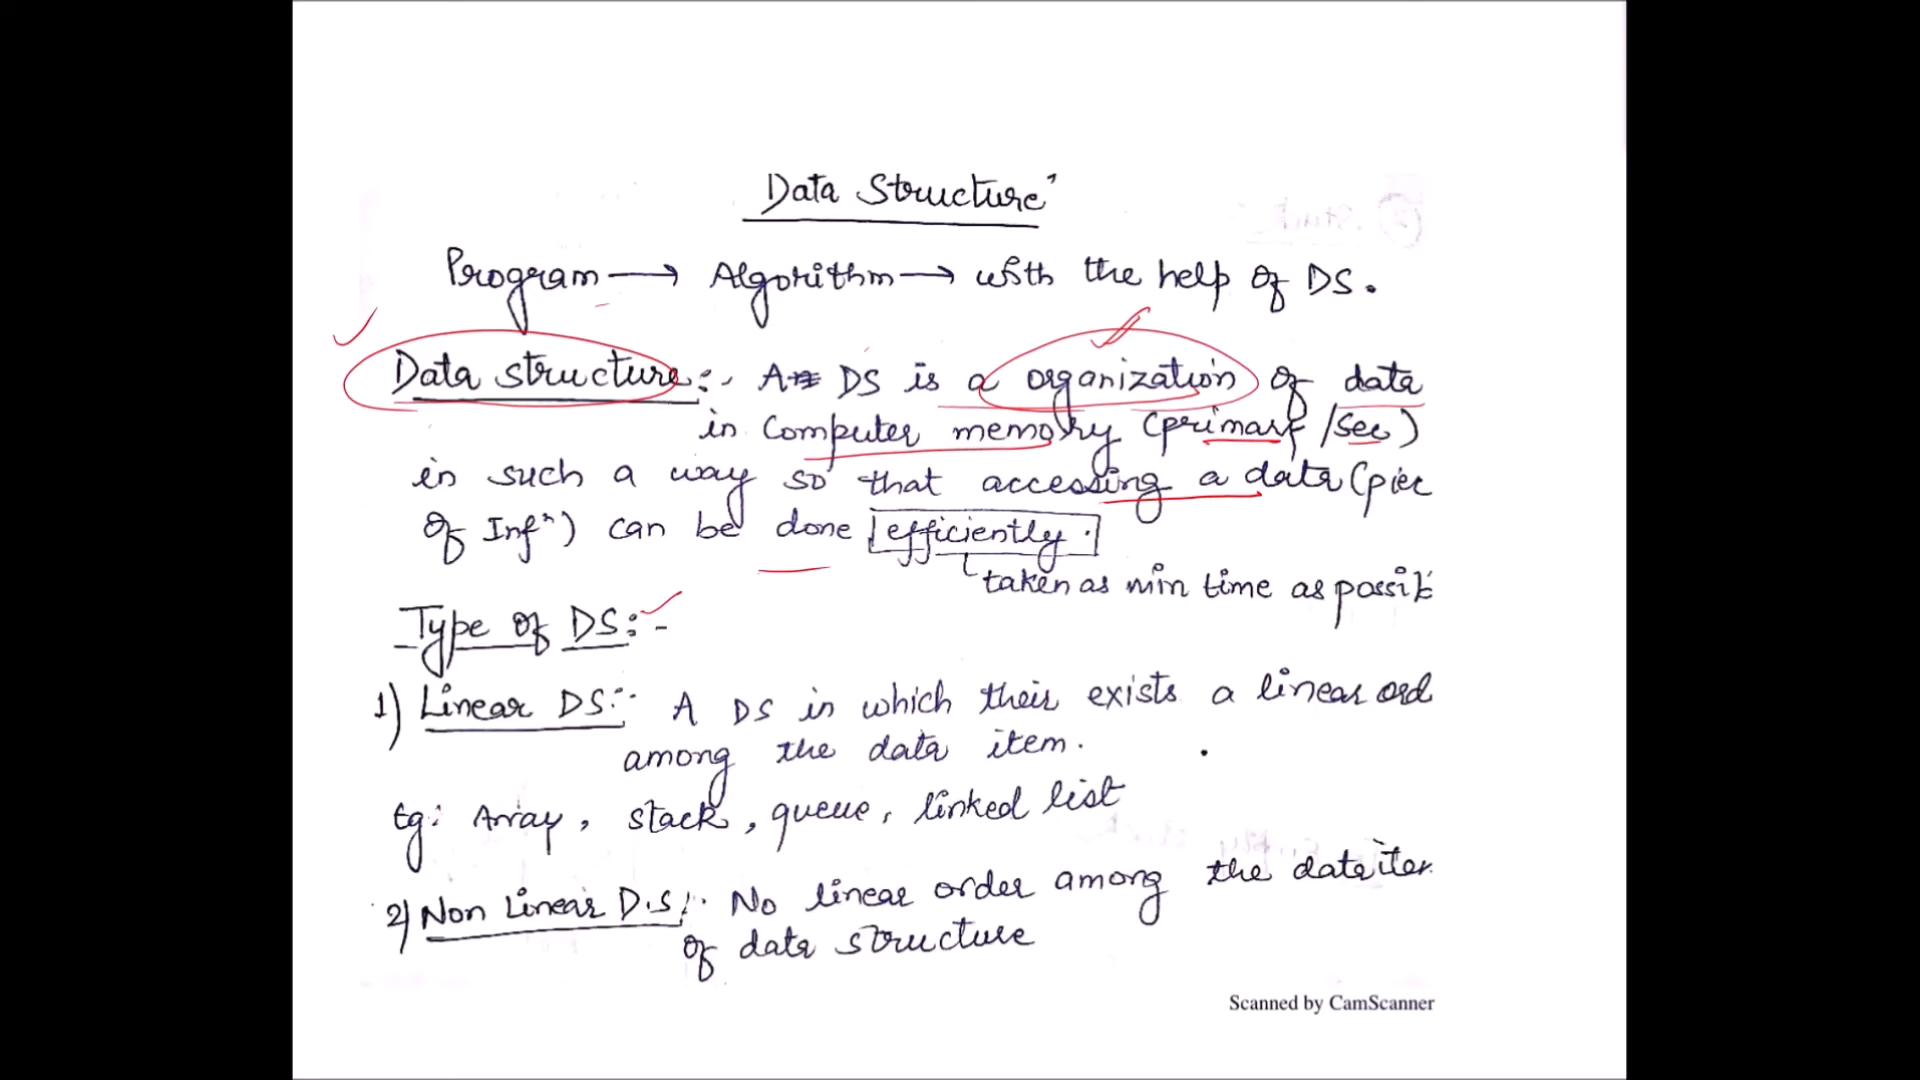 Data Structure
Program → Algorithm → with the help of DS.
Data structure :- A DS is a organization of data
in Computer memory (primary / Sec)
in such a way so that accessing a data (piec
of Infⁿ) can be done efficiently.
taken as min time as possi
Type of DS :-
1) Linear DS :- A DS in which their exists a linear ord
among the data item.
Eg: Array, stack, queue, linked list
2) Non Linear D.S :- No linear order among the data item
of data structure
Scanned by CamScanner